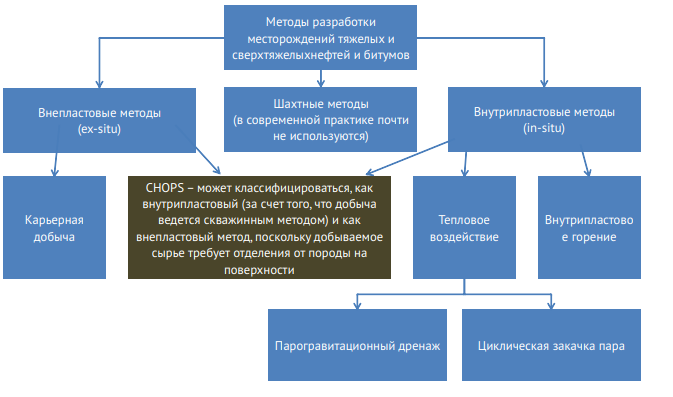 Методы разработки
месторождений тяжелых и
сверхтяжелыхнефтей и битумов
Внепластовые методы
(ex-situ)
Шахтные методы
(в современной практике почти
не используются)
Внутрипластовые методы
(in-situ)
Карьерная
добыча
CHOPS – может классифицироваться, как
внутрипластовый (за счет того, что добыча
ведется скважинным методом) и как
внепластовый метод, поскольку добываемое
сырье требует отделения от породы на
поверхности
Тепловое
воздействие
Внутрипластово
е горение
Парогравитационный дренаж
Циклическая закачка пара